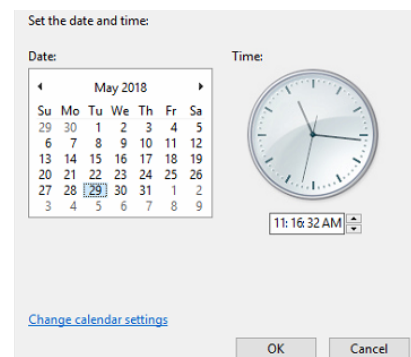 Set the date and time:
Date:
May 2018
Su Mo Tu We Th Fr Sa
29 30 1 2 3 4 5
6 7 8 9 10 11 12
13 14 15 16 17 18 19
20 21 22 23 24 25 26
27 28 29 30 31 1 2
3 4 5 6 7 8 9
Time:
11:16:32 AM
Change calendar settings
OK Cancel